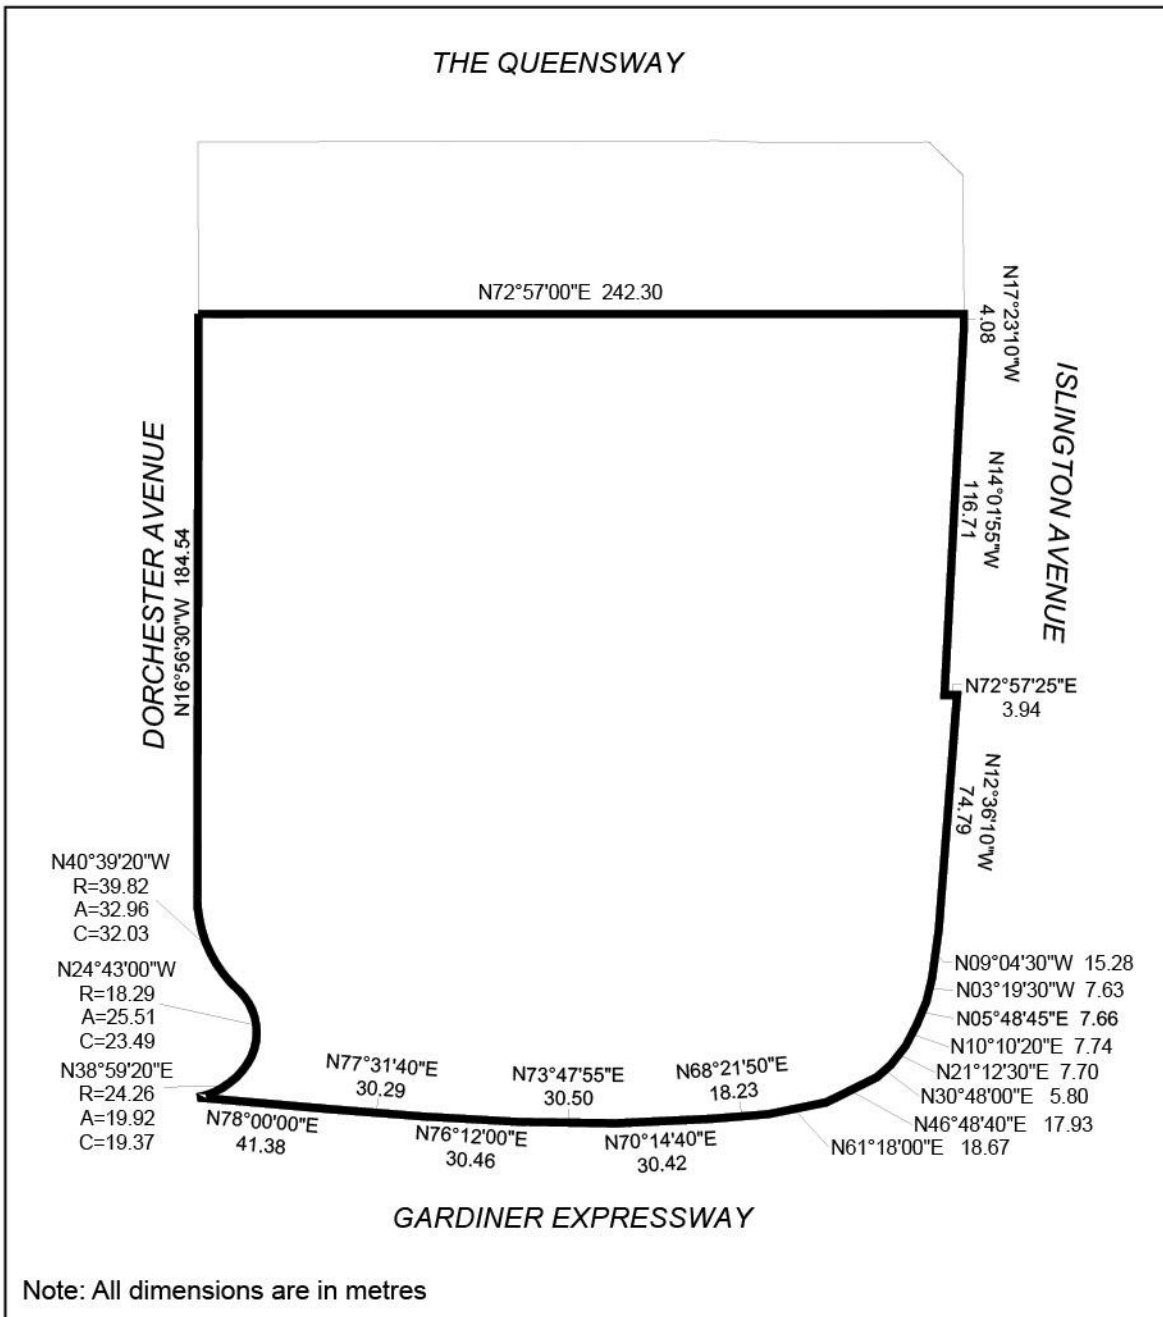 THE QUEENSWAY
N72°57'00"E 242.30
N17°23'10"W
4.08
ISLINGTON AVENUE
N14°01'55"W
116.71
DORCHESTER AVENUE
N16°56'30"W 184.54
N72°57'25"E
3.94
N12°36'10"W
74.79
N40°39'20"W
R=39.82
A=32.96
C=32.03
N24°43'00"W
R=18.29
A=25.51
C=23.49
N38°59'20"E
R=24.26
A=19.92
C=19.37
N09°04'30"W 15.28
N03°19'30"W 7.63
N05°48'45"E 7.66
N10°10'20"E 7.74
N21°12'30"E 7.70
N30°48'00"E 5.80
N46°48'40"E 17.93
N61°18'00"E 18.67
N77°31'40"E
30.29
N73°47'55"E
30.50
N68°21'50"E
18.23
N78°00'00"E
41.38
N76°12'00"E
30.46
N70°14'40"E
30.42
GARDINER EXPRESSWAY
Note: All dimensions are in metres